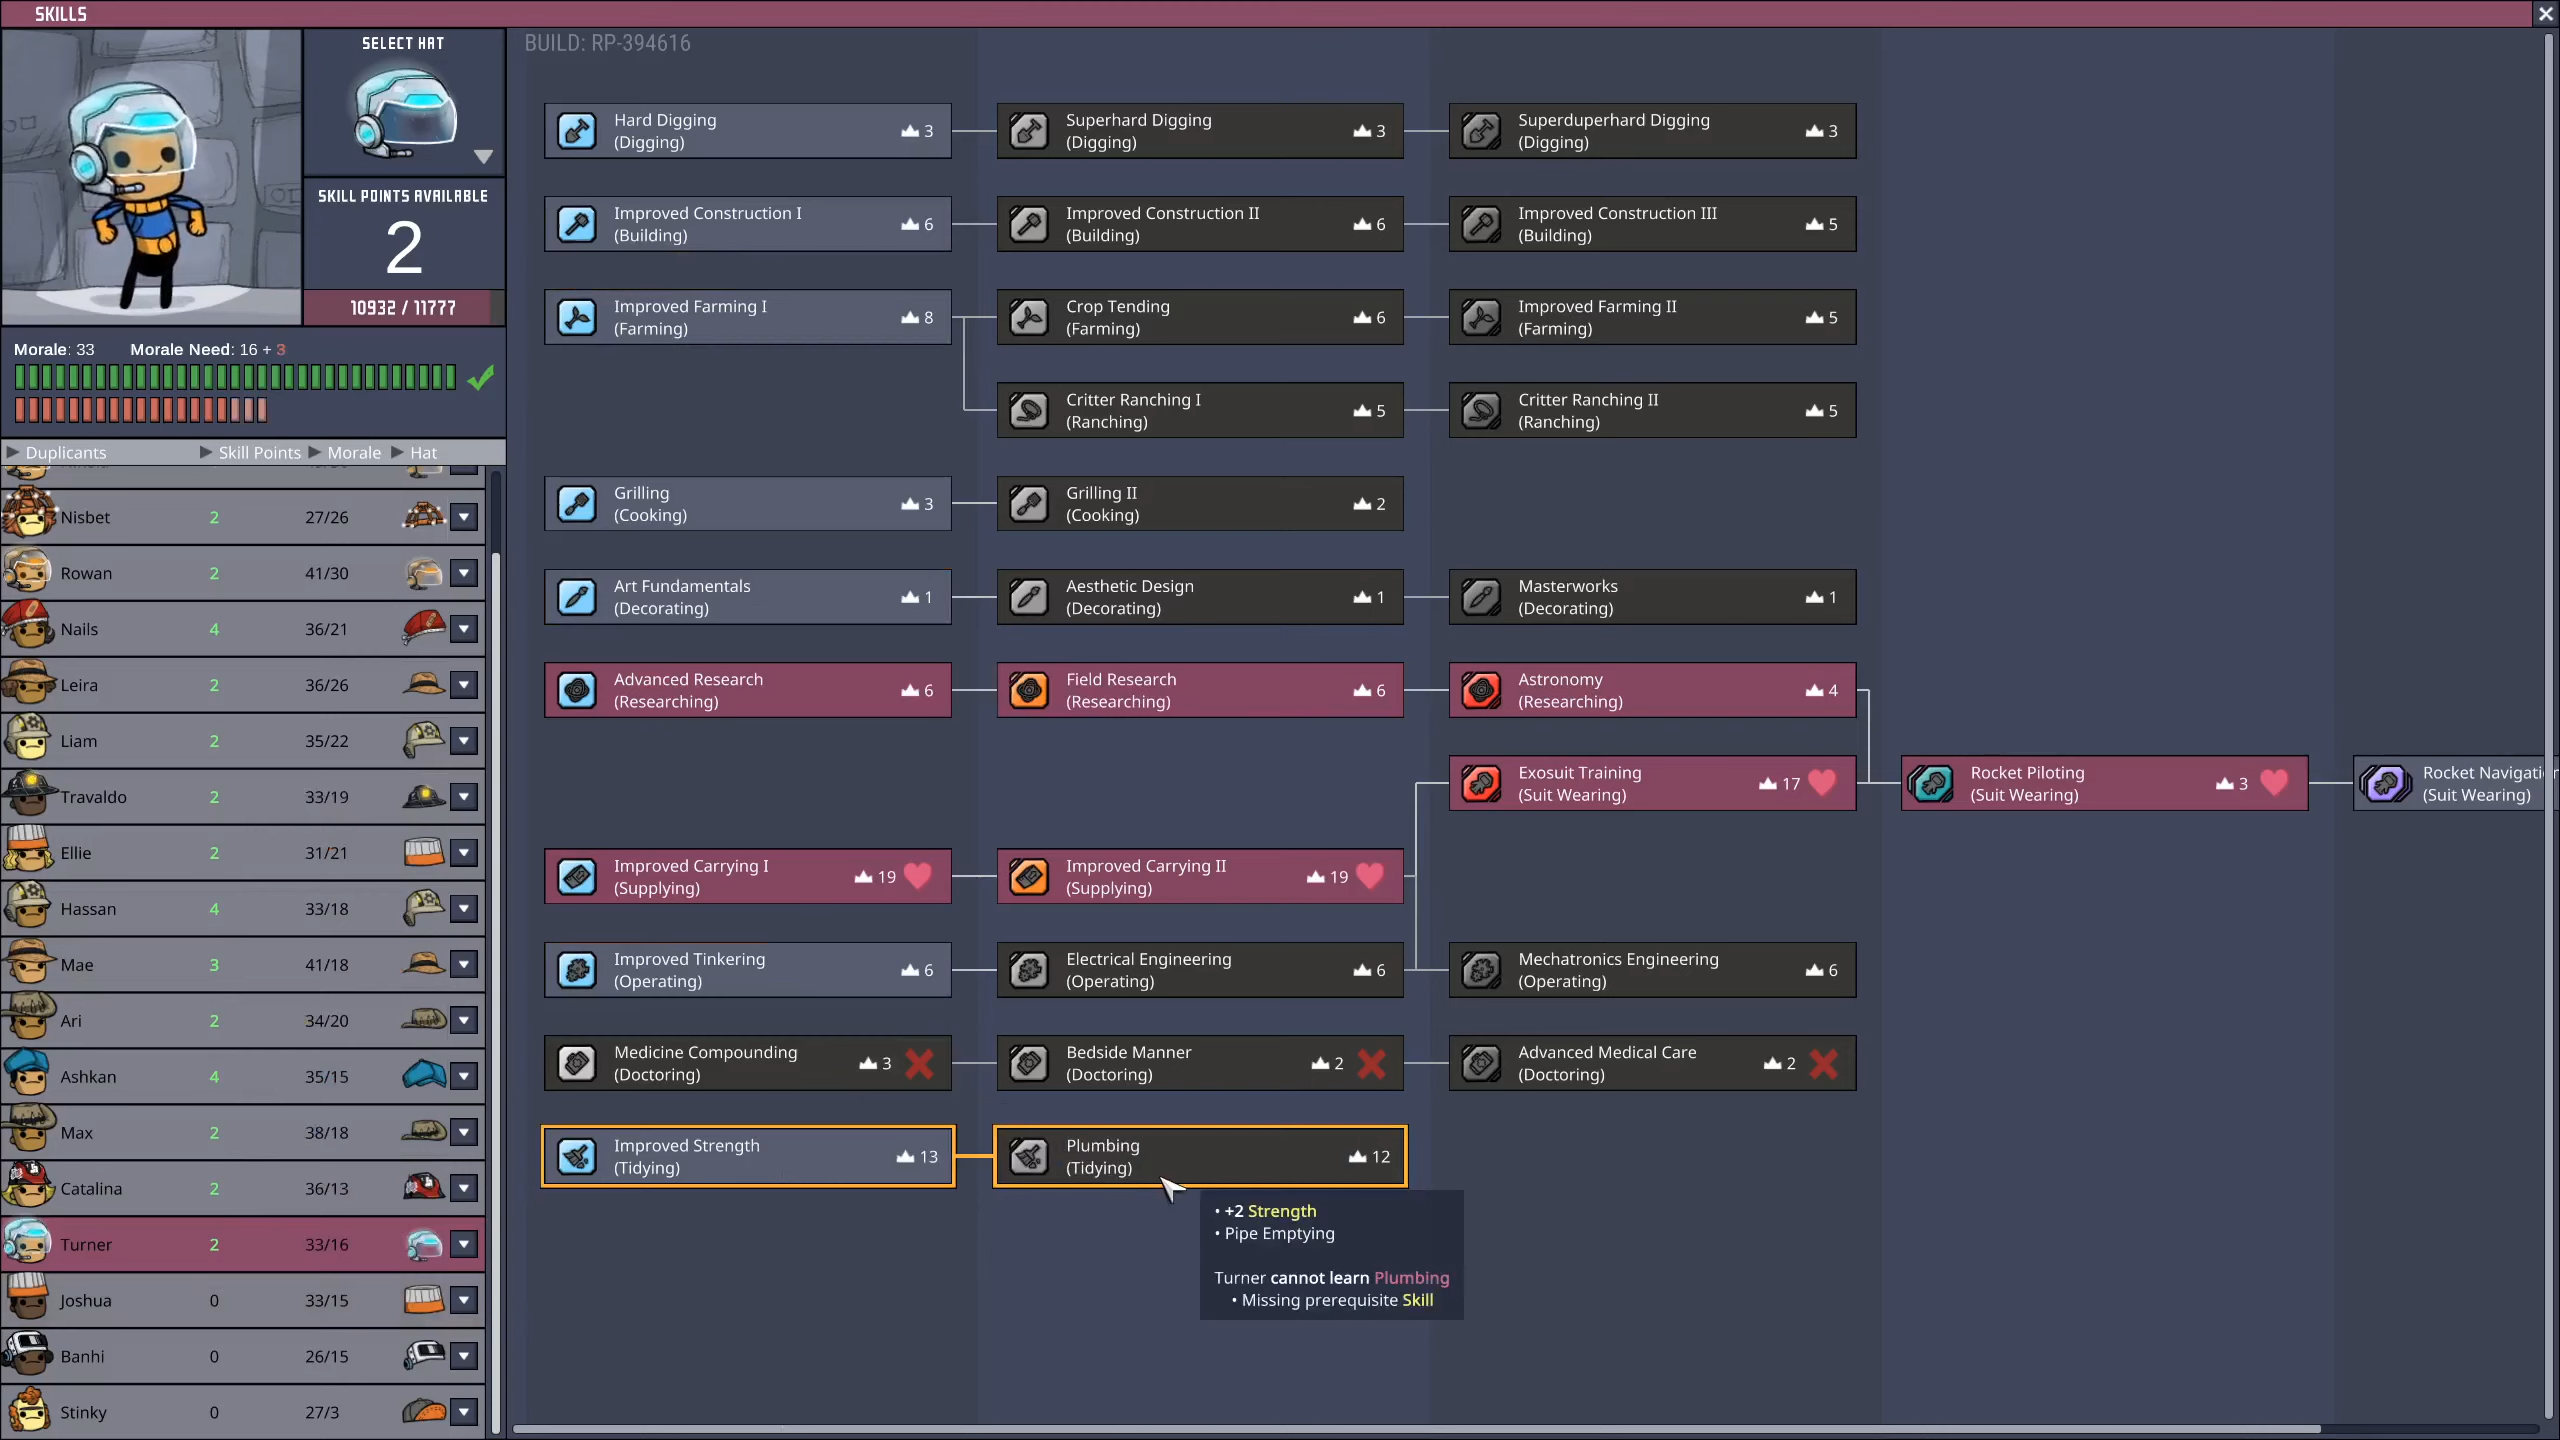 SKILLS
SELECT HAT
SKILL POINTS AVAILABLE
2
10932 / 11777
Morale: 33 Morale Need: 16 + 3
Duplicants Skill Points Morale Hat
Nisbet 2 27/26
Rowan 2 41/30
Nails 4 36/21
Leira 2 36/26
Liam 2 35/22
Travaldo 2 33/19
Ellie 2 31/21
Hassan 4 33/18
Mae 3 41/18
Ari 2 34/20
Ashkan 4 35/15
Max 2 38/18
Catalina 2 36/13
Turner 2 33/16
Joshua 0 33/15
Banhi 0 26/15
Stinky 0 27/3
BUILD: RP-394616
Hard Digging
(Digging)
3
Superhard Digging
(Digging)
3
Superduperhard Digging
(Digging)
3
Improved Construction I
(Building)
6
Improved Construction II
(Building)
6
Improved Construction III
(Building)
5
Improved Farming I
(Farming)
8
Crop Tending
(Farming)
6
Improved Farming II
(Farming)
5
Critter Ranching I
(Ranching)
5
Critter Ranching II
(Ranching)
5
Grilling
(Cooking)
3
Grilling II
(Cooking)
2
Art Fundamentals
(Decorating)
1
Aesthetic Design
(Decorating)
1
Masterworks
(Decorating)
1
Advanced Research
(Researching)
6
Field Research
(Researching)
6
Astronomy
(Researching)
4
Exosuit Training
(Suit Wearing)
17
Rocket Piloting
(Suit Wearing)
3
Rocket Navigation
(Suit Wearing)
Improved Carrying I
(Supplying)
19
Improved Carrying II
(Supplying)
19
Improved Tinkering
(Operating)
6
Electrical Engineering
(Operating)
6
Mechatronics Engineering
(Operating)
6
Medicine Compounding
(Doctoring)
3
Bedside Manner
(Doctoring)
2
Advanced Medical Care
(Doctoring)
2
Improved Strength
(Tidying)
13
Plumbing
(Tidying)
12
• +2 Strength
• Pipe Emptying
Turner cannot learn Plumbing
• Missing prerequisite Skill